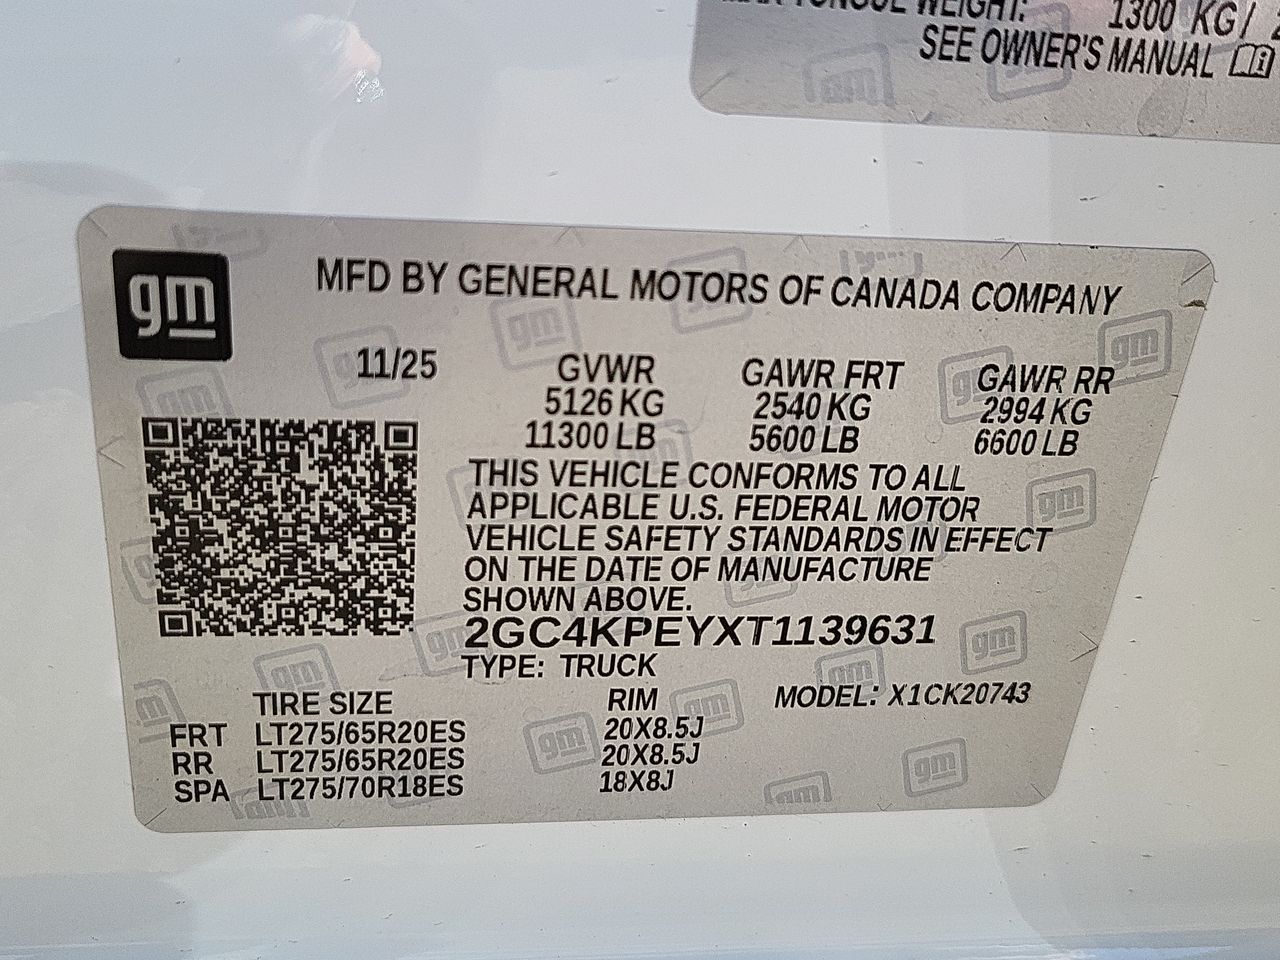 WEIGHT: 1300 KG/
SEE OWNER'S MANUAL
gm
MFD BY GENERAL MOTORS OF CANADA COMPANY
11/25 GVWR GAWR FRT GAWR RR
5126 KG 2540 KG 2994 KG
11300 LB 5600 LB 6600 LB
THIS VEHICLE CONFORMS TO ALL
APPLICABLE U.S. FEDERAL MOTOR
VEHICLE SAFETY STANDARDS IN EFFECT
ON THE DATE OF MANUFACTURE
SHOWN ABOVE.
2GC4KPEYXT1139631
TYPE: TRUCK
TIRE SIZE RIM MODEL: X1CK20743
FRT LT275/65R20ES 20X8.5J
RR LT275/65R20ES 20X8.5J
SPA LT275/70R18ES 18X8J